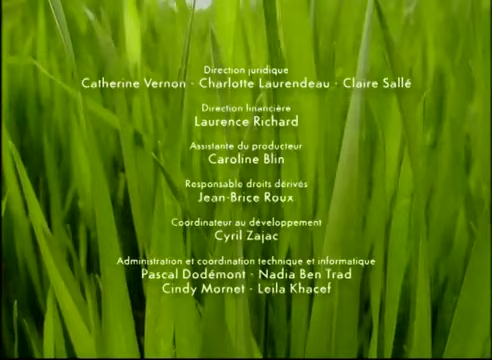 Direction juridique
Catherine Vernon · Charlotte Laurendeau · Claire Sallé
Direction financière
Laurence Richard
Assistante du producteur
Caroline Blin
Responsable droits dérivés
Jean-Brice Roux
Coordinateur au développement
Cyril Zajac
Administration et coordination technique et informatique
Pascal Dodémont · Nadia Ben Trad
Cindy Mornet · Leila Khacef